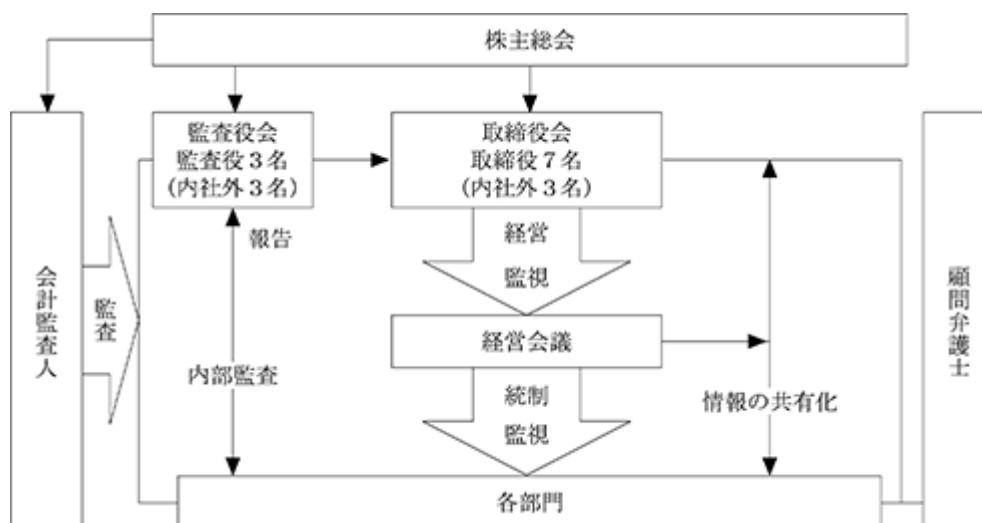 株主総会
監査役会
監査役3名
(内社外3名)
取締役会
取締役7名
(内社外3名)
報告
経営
監視
会計監査人
監査
顧問弁護士
経営会議
内部監査
統制
監視
情報の共有化
各部門